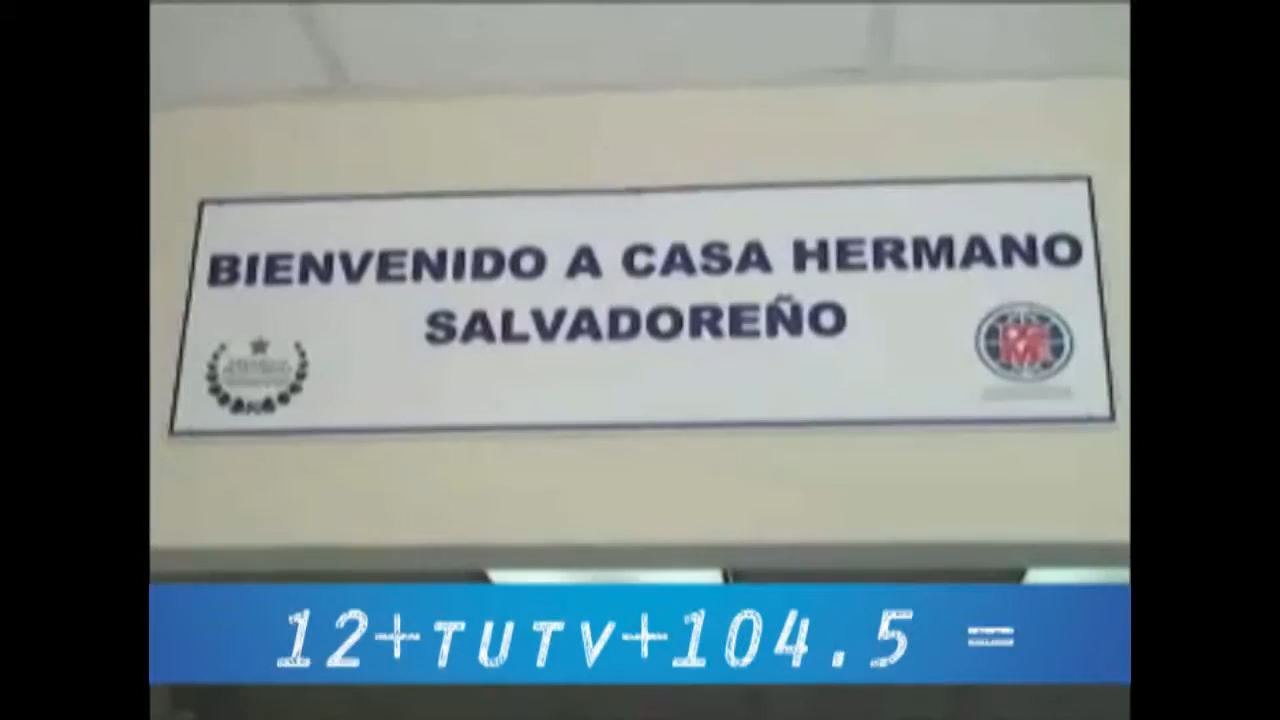 BIENVENIDO A CASA HERMANO
SALVADOREÑO
12+TUTV+104.5 =